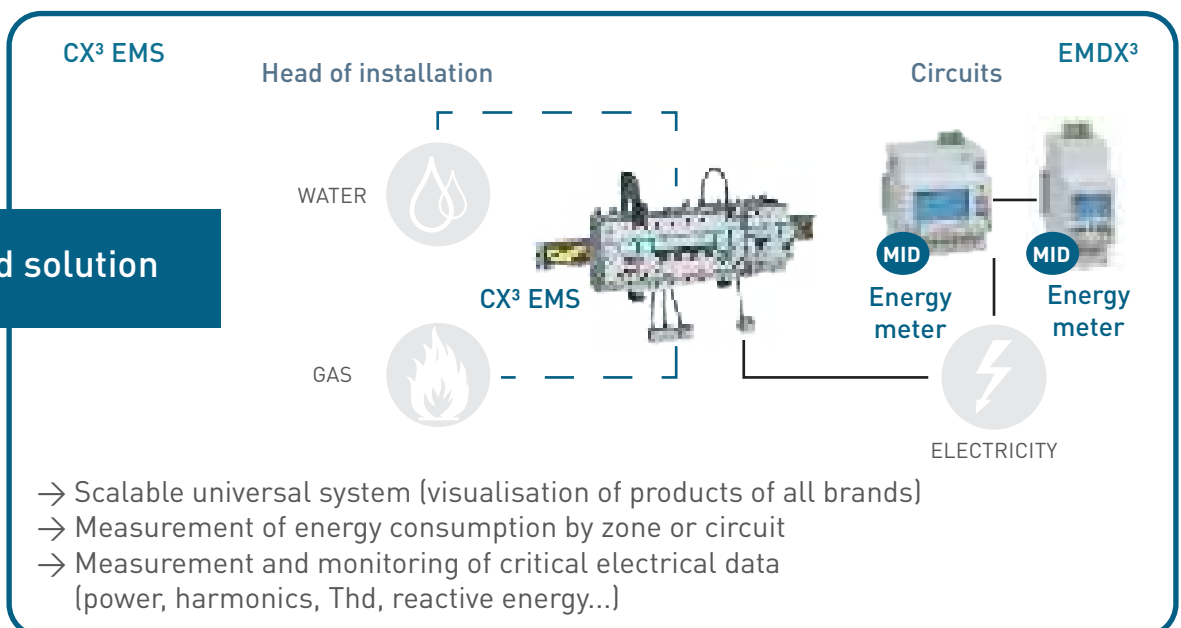 CX³ EMS
EMDX³
Head of installation
Circuits
WATER
d solution
CX³ EMS
MID
MID
Energy
meter
Energy
meter
GAS
ELECTRICITY
→ Scalable universal system (visualisation of products of all brands)
→ Measurement of energy consumption by zone or circuit
→ Measurement and monitoring of critical electrical data
(power, harmonics, Thd, reactive energy...)